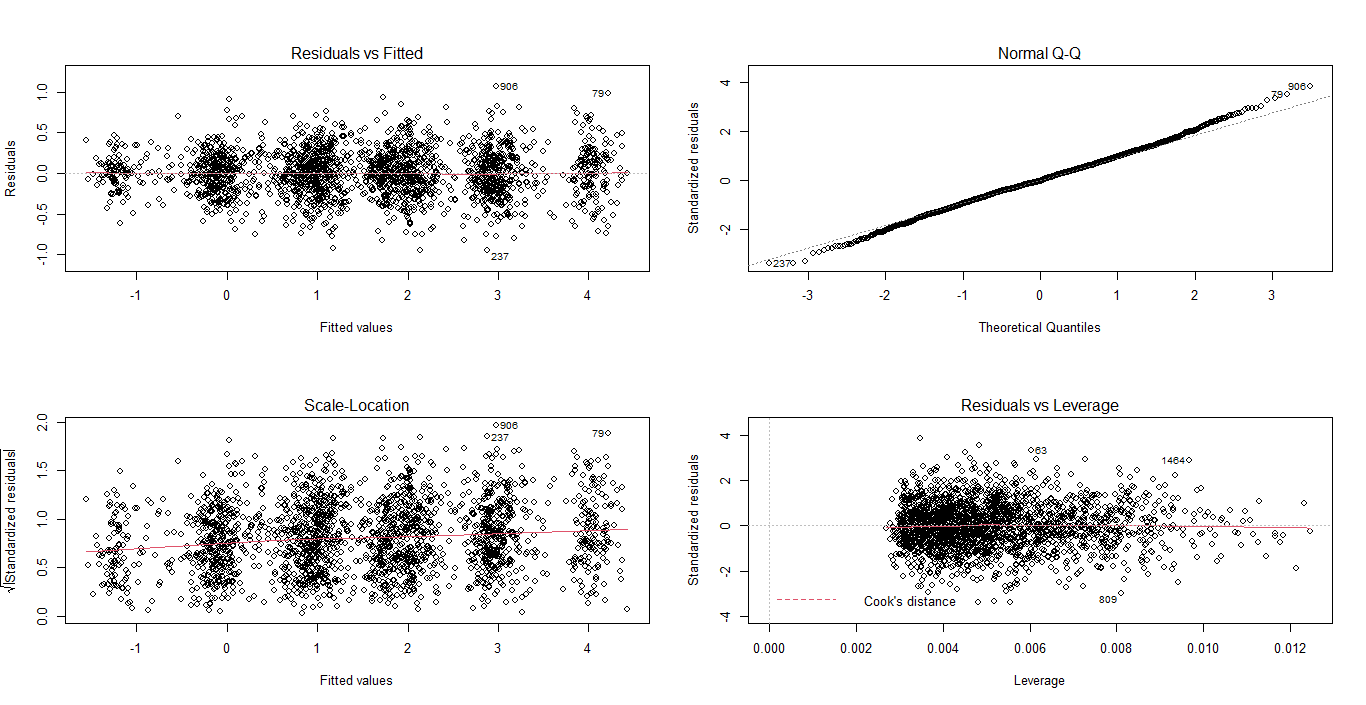 Residuals vs Fitted
Residuals
1.0
0.5
0.0
-0.5
-1.0
906
79
237
-1 0 1 2 3 4
Fitted values
Normal Q-Q
Standardized residuals
4
2
0
-2
79 906
237
-3 -2 -1 0 1 2 3
Theoretical Quantiles
Scale-Location
√|Standardized residuals|
2.0
1.5
1.0
0.5
0.0
906
237
79
-1 0 1 2 3 4
Fitted values
Residuals vs Leverage
Standardized residuals
4
2
0
-2
-4
63
1464
809
Cook's distance
0.000 0.002 0.004 0.006 0.008 0.010 0.012
Leverage